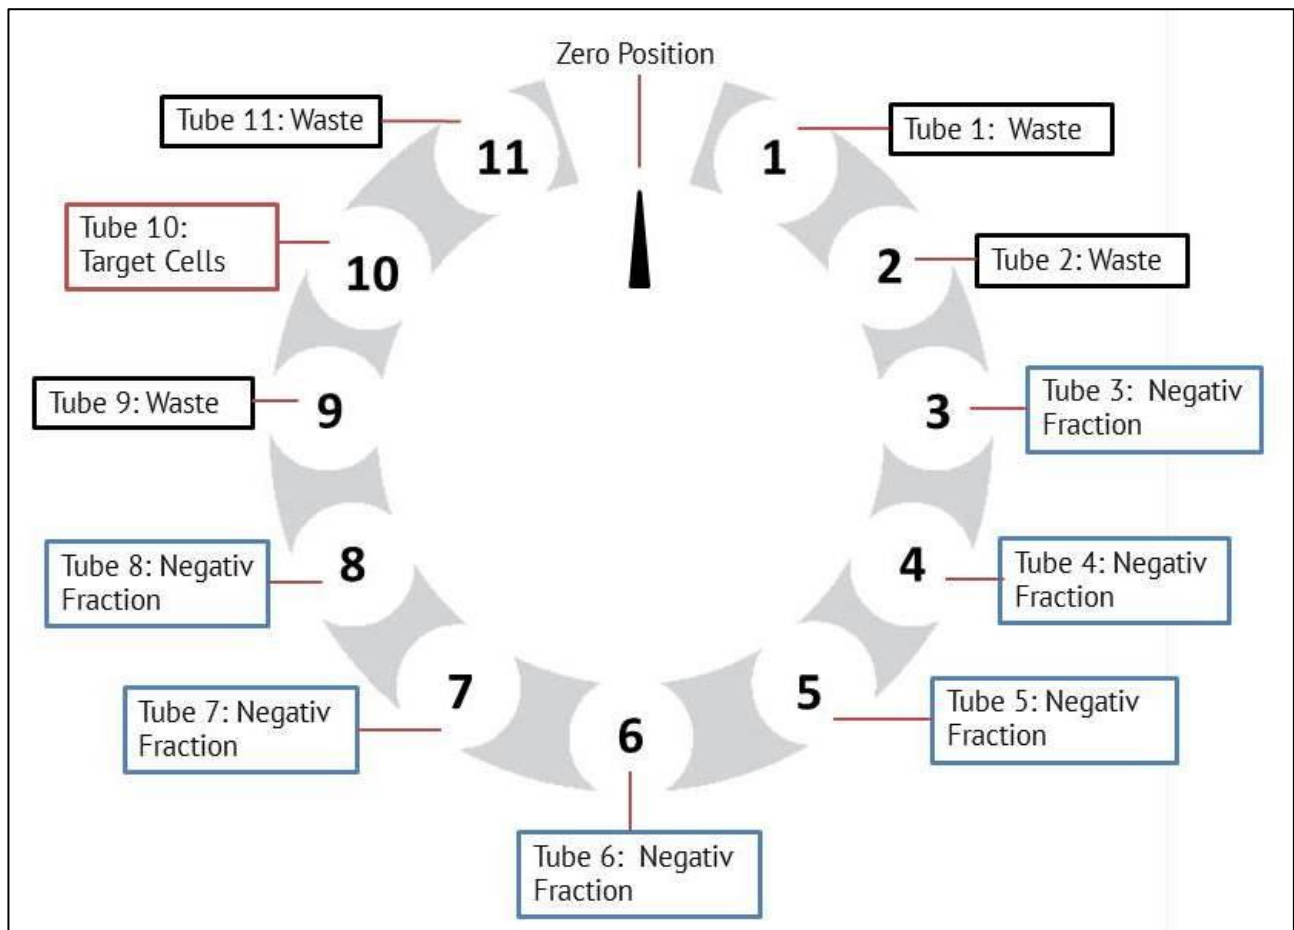 Zero Position
Tube 11: Waste
11
1
Tube 1: Waste
Tube 10:
Target Cells
10
2
Tube 2: Waste
Tube 9: Waste
9
3
Tube 3: Negativ
Fraction
Tube 8: Negativ
Fraction
8
4
Tube 4: Negativ
Fraction
Tube 7: Negativ
Fraction
7
5
Tube 5: Negativ
Fraction
6
Tube 6: Negativ
Fraction